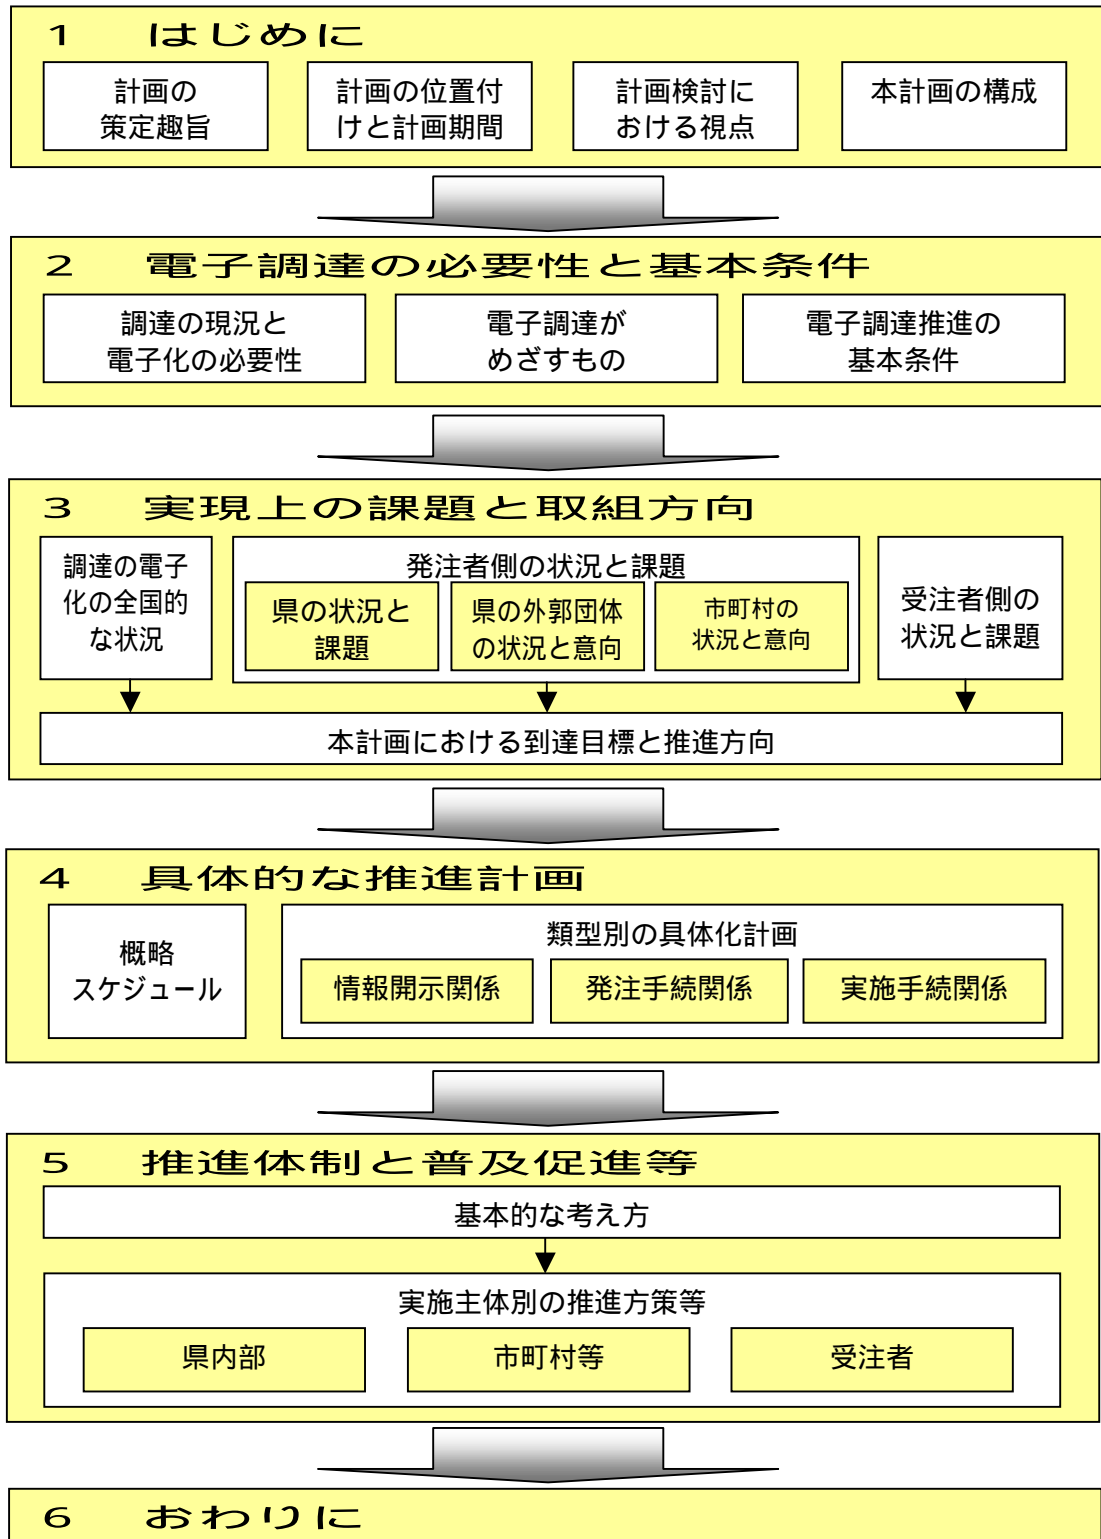 1 はじめに
計画の
策定趣旨
計画の位置付
けと計画期間
計画検討に
おける視点
本計画の構成
2 電子調達の必要性と基本条件
調達の現況と
電子化の必要性
電子調達が
めざすもの
電子調達推進の
基本条件
3 実現上の課題と取組方向
調達の電子
化の全国的
な状況
発注者側の状況と課題
県の状況と
課題
県の外郭団体
の状況と意向
市町村の
状況と意向
受注者側の
状況と課題
本計画における到達目標と推進方向
4 具体的な推進計画
概略
スケジュール
類型別の具体化計画
情報開示関係
発注手続関係
実施手続関係
5 推進体制と普及促進等
基本的な考え方
実施主体別の推進方策等
県内部
市町村等
受注者
6 おわりに